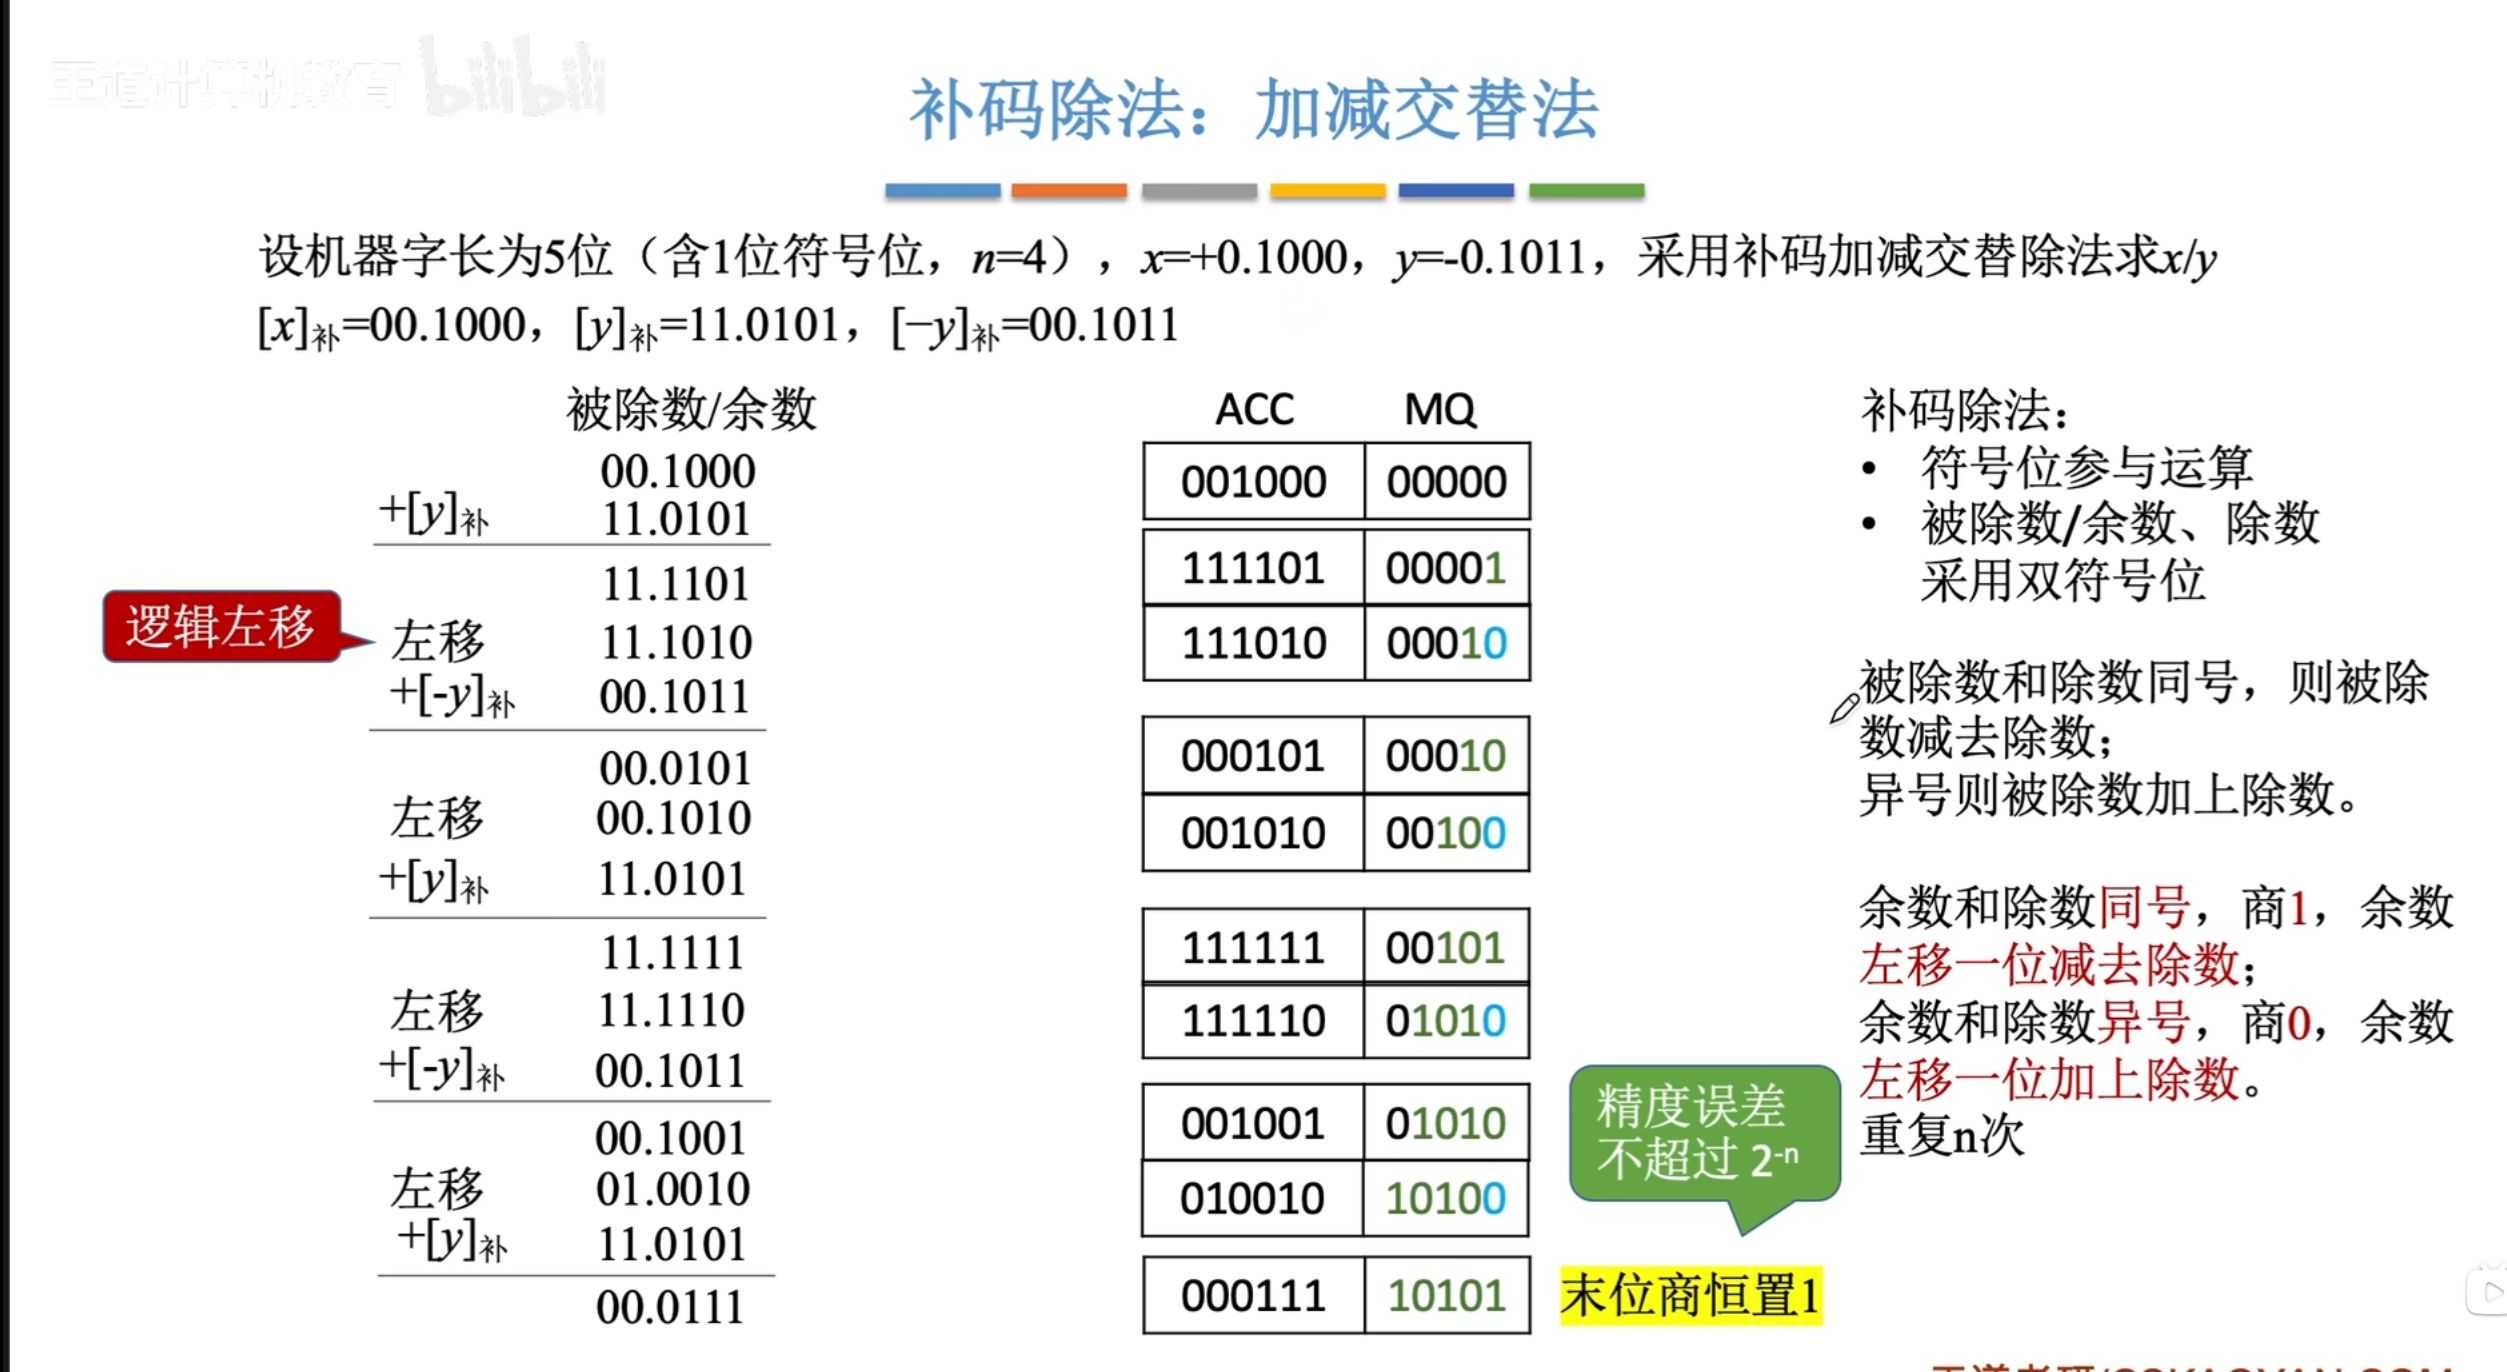 王道计算机教育 bilibili
补码除法：加减交替法
设机器字长为5位（含1位符号位，n=4），x=+0.1000，y=-0.1011，采用补码加减交替除法求x/y
[x]补=00.1000，[y]补=11.0101，[−y]补=00.1011
被除数/余数
00.1000
+[y]补 11.0101
11.1101
逻辑左移
左移 11.1010
+[-y]补 00.1011
00.0101
左移 00.1010
+[y]补 11.0101
11.1111
左移 11.1110
+[-y]补 00.1011
00.1001
左移 01.0010
+[y]补 11.0101
00.0111
ACC MQ
001000 00000
111101 00001
111010 00010
000101 00010
001010 00100
111111 00101
111110 01010
001001 01010
010010 10100
000111 10101
精度误差
不超过 2-n
末位商恒置1
补码除法：
• 符号位参与运算
• 被除数/余数、除数
采用双符号位
被除数和除数同号，则被除
数减去除数；
异号则被除数加上除数。
余数和除数同号，商1，余数
左移一位减去除数；
余数和除数异号，商0，余数
左移一位加上除数。
重复n次